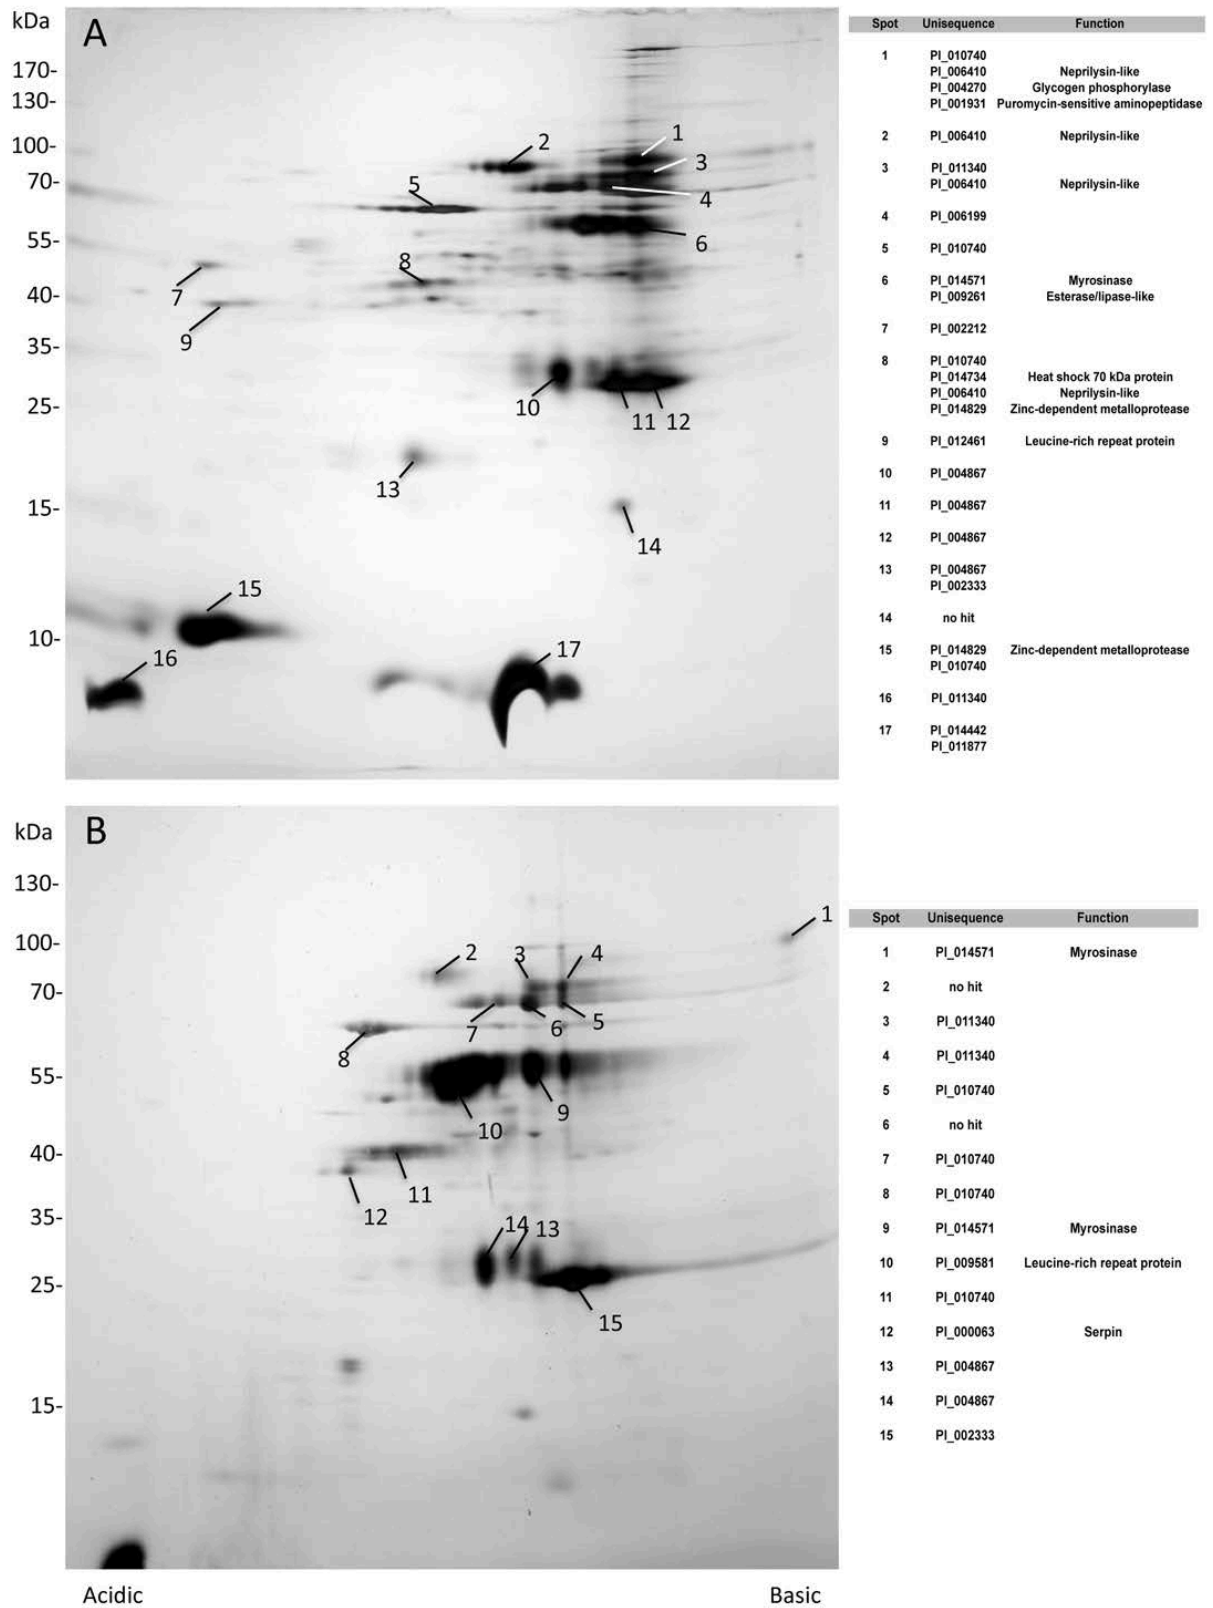 kDa
A
170-
130-
100-
70-
55-
40-
35-
25-
15-
10-
1
2
3
5
4
6
8
7
9
10
11
12
13
14
15
16
17
Spot Unisequence Function
1 PI_010740
PI_006410 Neprilysin-like
PI_004270 Glycogen phosphorylase
PI_001931 Puromycin-sensitive aminopeptidase
2 PI_006410 Neprilysin-like
3 PI_011340
PI_006410 Neprilysin-like
4 PI_006199
5 PI_010740
6 PI_014571 Myrosinase
PI_009261 Esterase/lipase-like
7 PI_002212
8 PI_010740
PI_014734 Heat shock 70 kDa protein
PI_006410 Neprilysin-like
PI_014829 Zinc-dependent metalloprotease
9 PI_012461 Leucine-rich repeat protein
10 PI_004867
11 PI_004867
12 PI_004867
13 PI_004867
PI_002333
14 no hit
15 PI_014829 Zinc-dependent metalloprotease
PI_010740
16 PI_011340
17 PI_014442
PI_011877
kDa
B
130-
100-
70-
55-
40-
35-
25-
15-
1
2
3
4
7
6
5
8
9
10
11
12
14
13
15
Acidic
Basic
Spot Unisequence Function
1 PI_014571 Myrosinase
2 no hit
3 PI_011340
4 PI_011340
5 PI_010740
6 no hit
7 PI_010740
8 PI_010740
9 PI_014571 Myrosinase
10 PI_009581 Leucine-rich repeat protein
11 PI_010740
12 PI_000063 Serpin
13 PI_004867
14 PI_004867
15 PI_002333